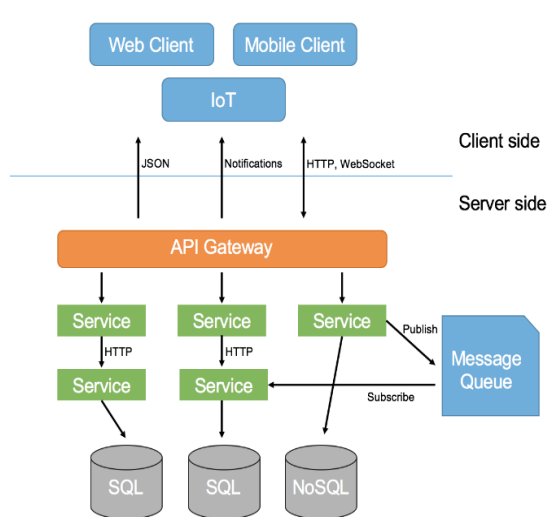 Web Client
Mobile Client
IoT
Client side
JSON
Notifications
HTTP, WebSocket
Server side
API Gateway
Service
Service
Service
Publish
HTTP
HTTP
Message
Queue
Service
Service
Subscribe
SQL
SQL
NoSQL